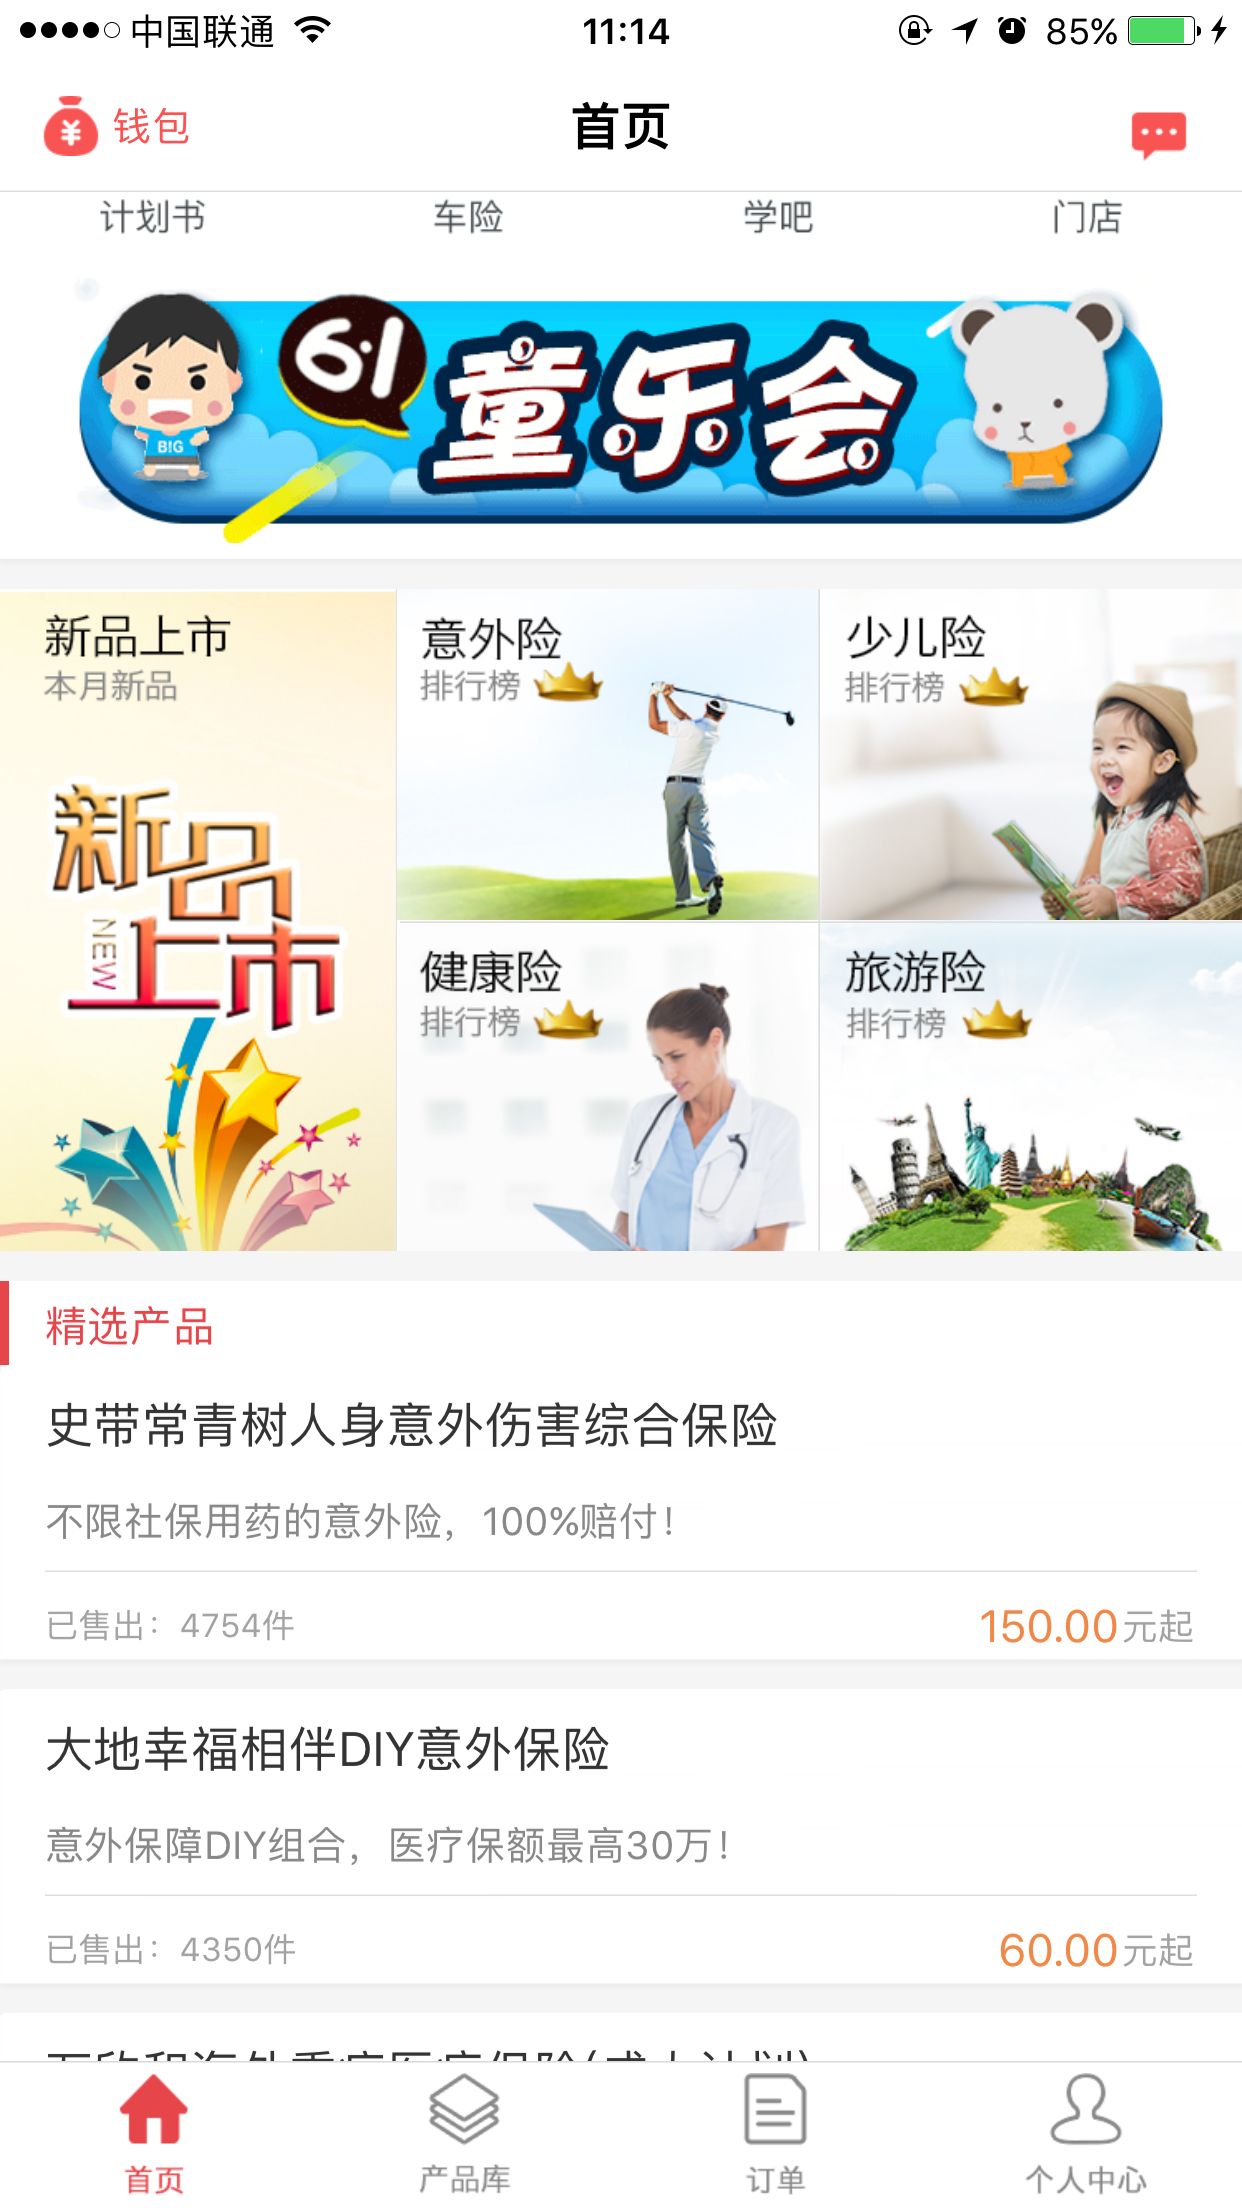 中国联通 11:14 85%
钱包 首页
计划书 车险 学吧 门店
6·1 童乐会
BIG
新品上市
本月新品
新品上市
NEW
意外险
排行榜
少儿险
排行榜
健康险
排行榜
旅游险
排行榜
精选产品
史带常青树人身意外伤害综合保险
不限社保用药的意外险，100%赔付！
已售出：4754件 150.00元起
大地幸福相伴DIY意外保险
意外保障DIY组合，医疗保额最高30万！
已售出：4350件 60.00元起
首页 产品库 订单 个人中心